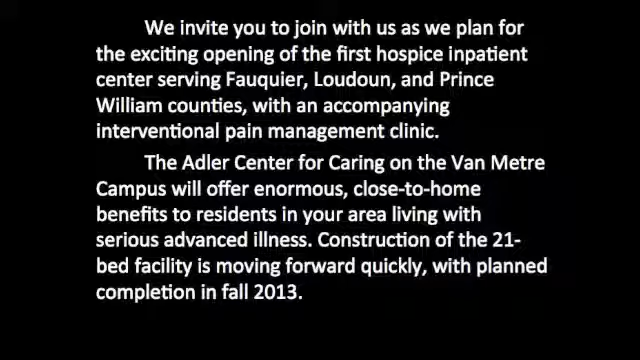 We invite you to join with us as we plan for
the exciting opening of the first hospice inpatient
center serving Fauquier, Loudoun, and Prince
William counties, with an accompanying
interventional pain management clinic.
The Adler Center for Caring on the Van Metre
Campus will offer enormous, close-to-home
benefits to residents in your area living with
serious advanced illness. Construction of the 21-
bed facility is moving forward quickly, with planned
completion in fall 2013.